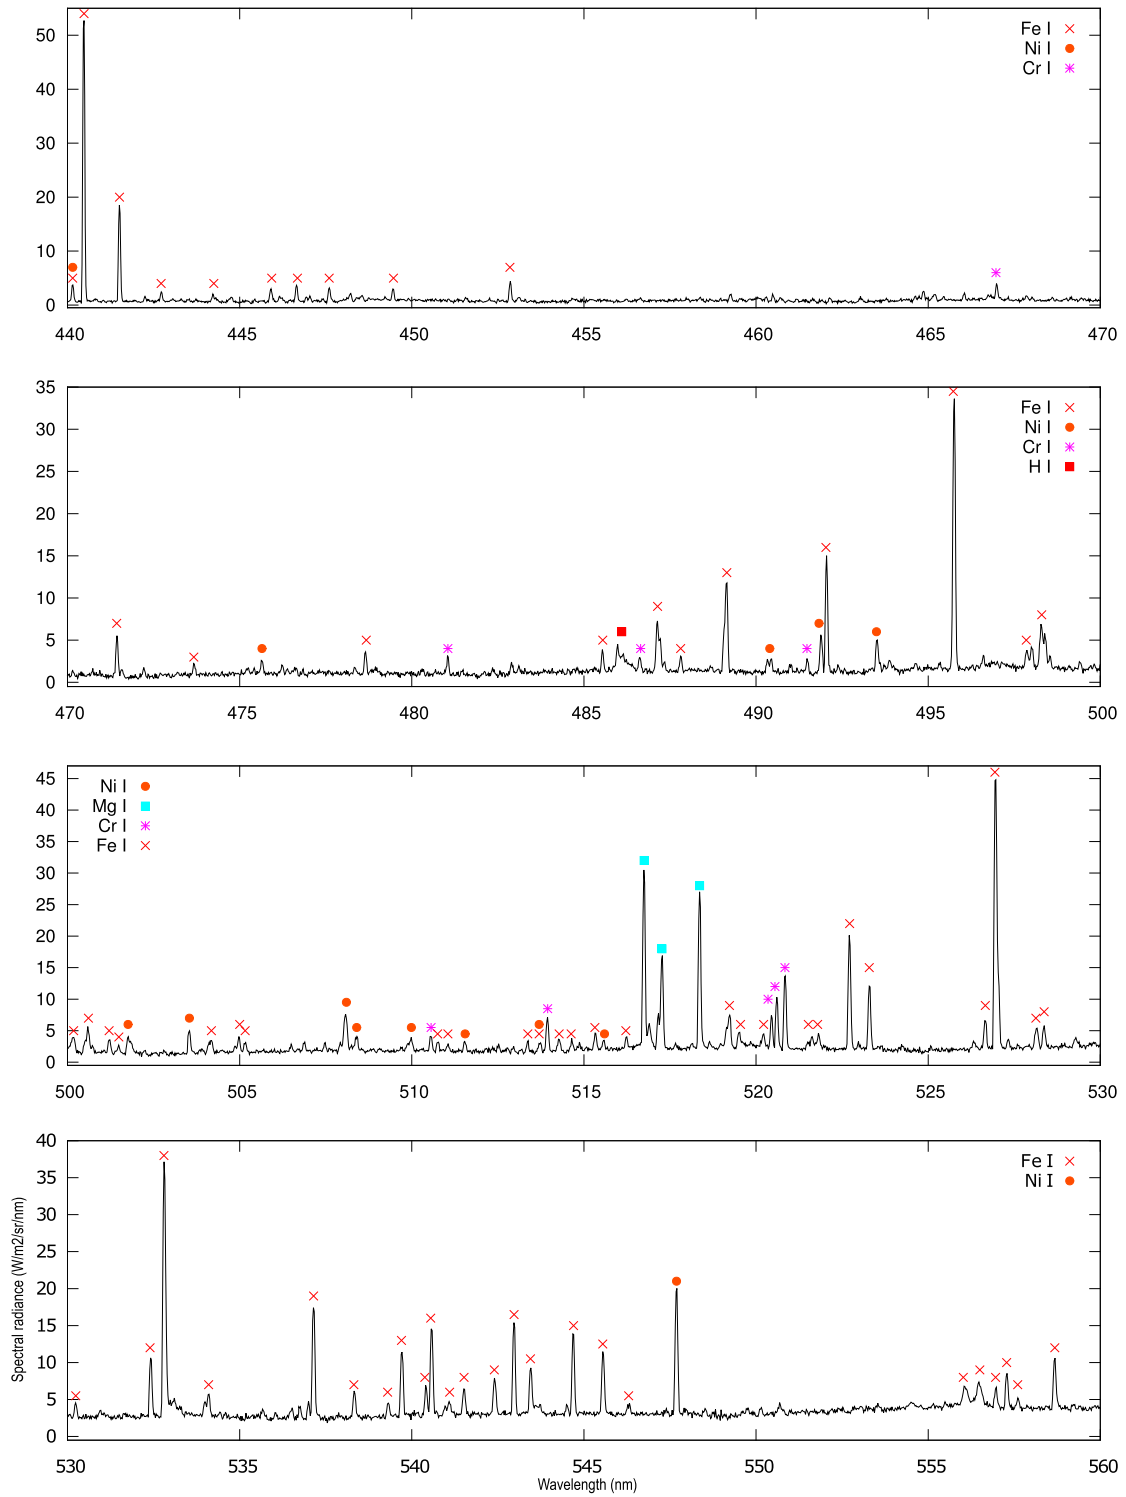 50
40
30
20
10
0
Fe I
Ni I
Cr I
440 445 450 455 460 465 470
35
30
25
20
15
10
5
0
Fe I
Ni I
Cr I
H I
470 475 480 485 490 495 500
45
40
35
30
25
20
15
10
5
0
Ni I
Mg I
Cr I
Fe I
500 505 510 515 520 525 530
40
35
30
25
20
15
10
5
0
Spectral radiance (W/m2/sr/nm)
Fe I
Ni I
530 535 540 545 550 555 560
Wavelength (nm)